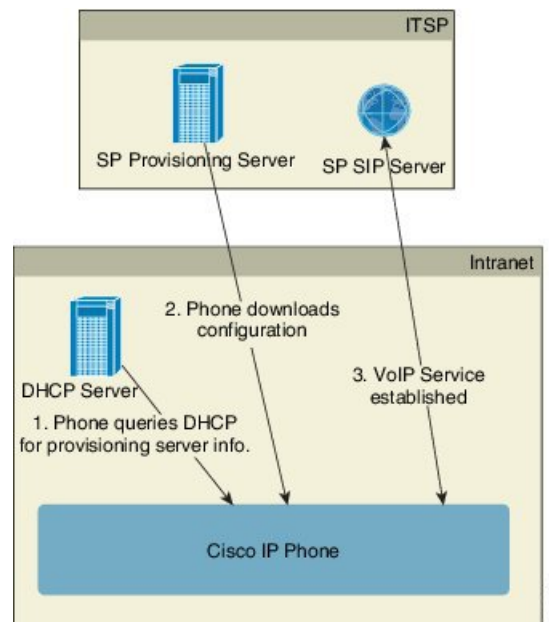 ITSP
SP Provisioning Server
SP SIP Server
Intranet
2. Phone downloads
configuration
DHCP Server
3. VoIP Service
established
1. Phone queries DHCP
for provisioning server info.
Cisco IP Phone